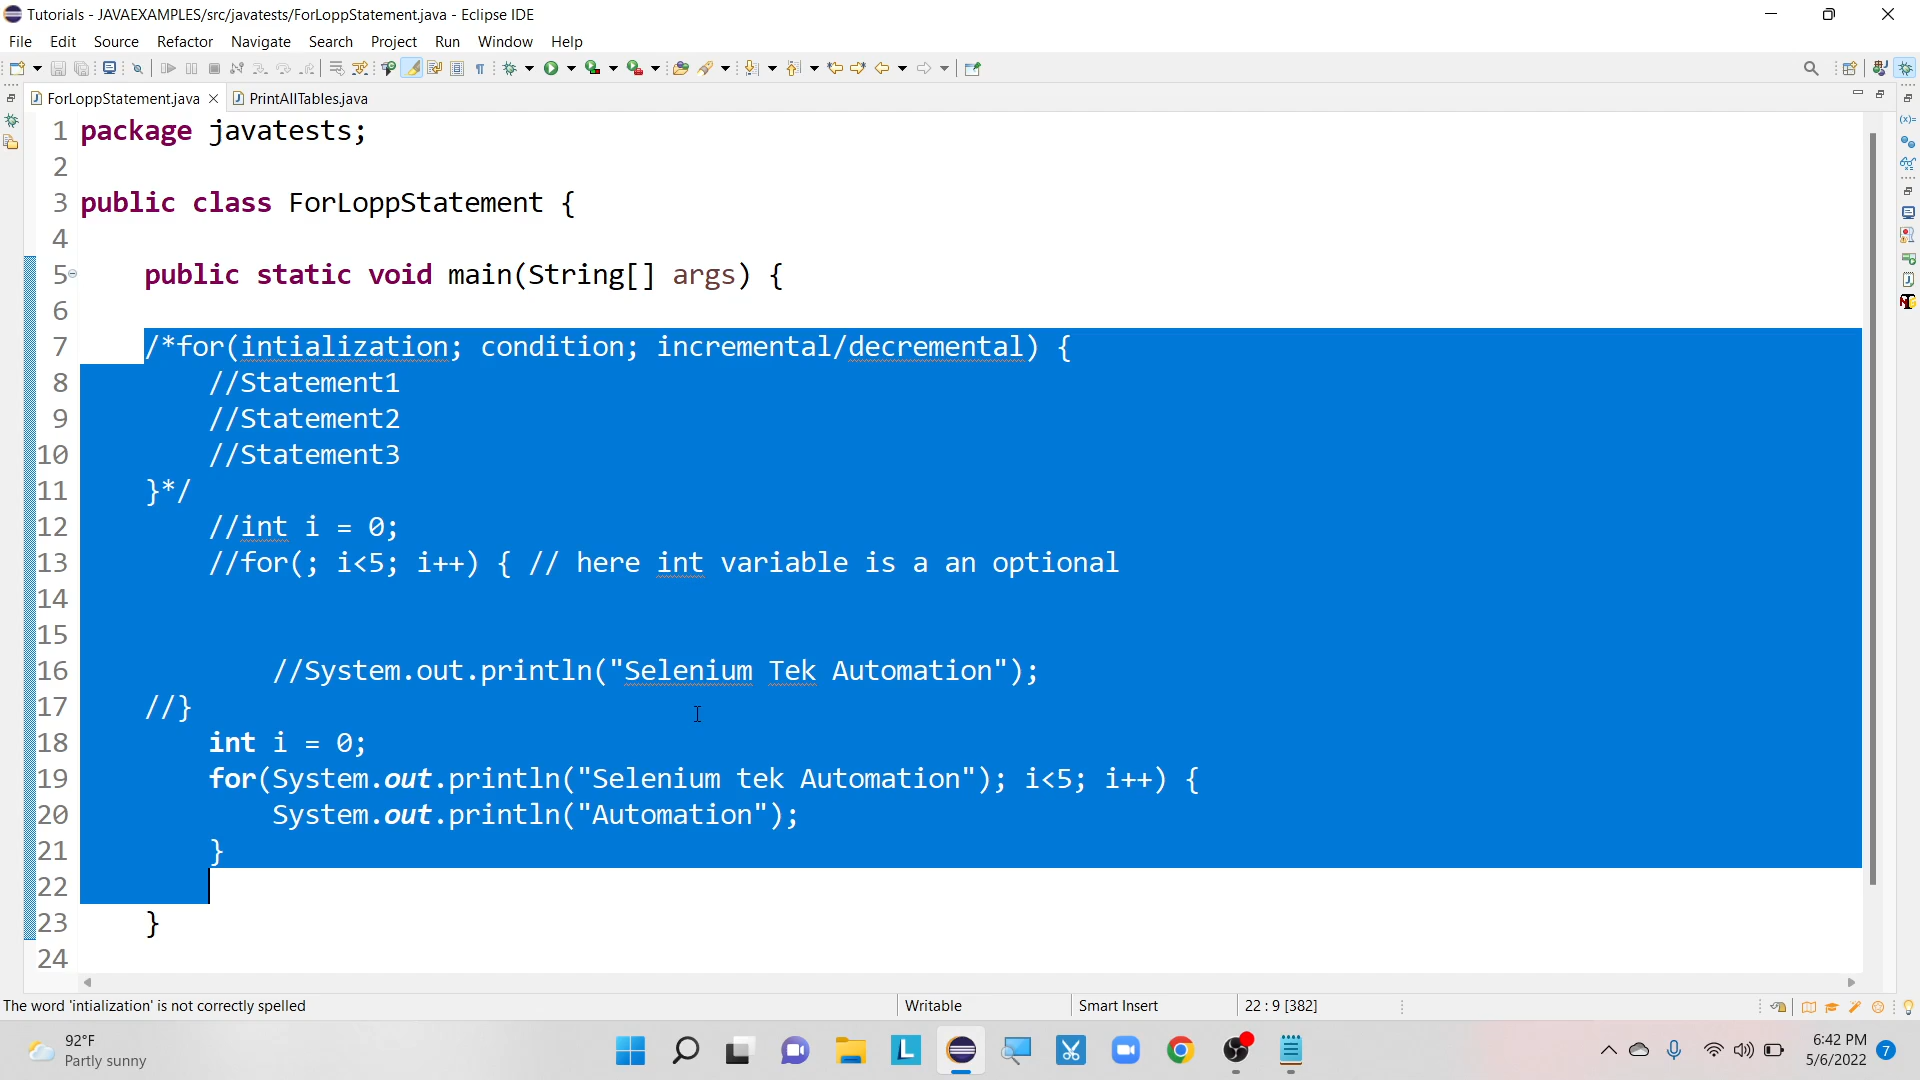 Tutorials - JAVAEXAMPLES/src/javatests/ForLoppStatement.java - Eclipse IDE
File Edit Source Refactor Navigate Search Project Run Window Help
ForLoppStatement.java PrintAllTables.java
1 package javatests;
2
3 public class ForLoppStatement {
4
5 public static void main(String[] args) {
6
7 /*for(intialization; condition; incremental/decremental) {
8 //Statement1
9 //Statement2
10 //Statement3
11 }*/
12 //int i = 0;
13 //for(; i<5; i++) { // here int variable is a an optional
14
15
16 //System.out.println("Selenium Tek Automation");
17 //}
18 int i = 0;
19 for(System.out.println("Selenium tek Automation"); i<5; i++) {
20 System.out.println("Automation");
21 }
22
23 }
24
The word 'intialization' is not correctly spelled Writable Smart Insert 22 : 9 [382]
92°F
Partly sunny
L
6:42 PM
5/6/2022 7